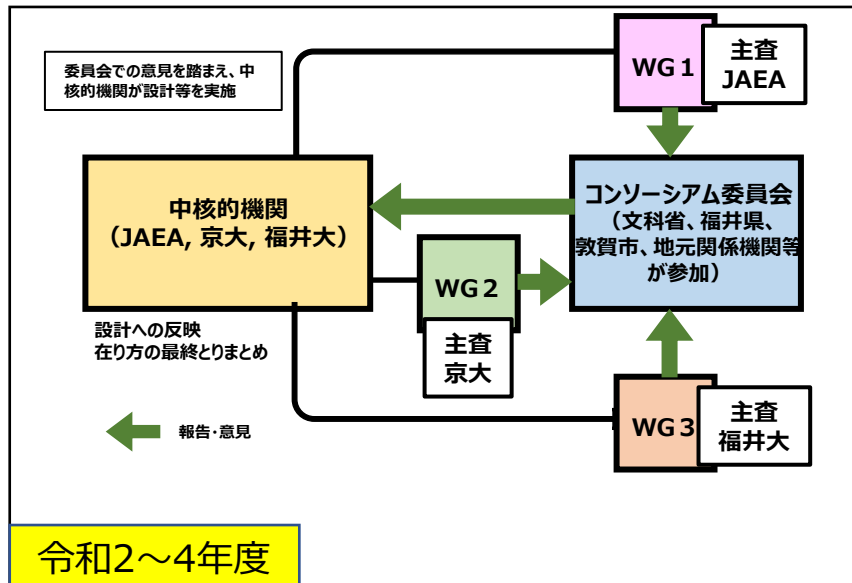 委員会での意見を踏まえ、中
核的機関が設計等を実施
WG１
主査
JAEA
中核的機関
（JAEA, 京大, 福井大）
コンソーシアム委員会
（文科省、福井県、
敦賀市、地元関係機関等
が参加）
WG２
主査
京大
設計への反映
在り方の最終とりまとめ
WG３
主査
福井大
報告・意見
令和2～4年度